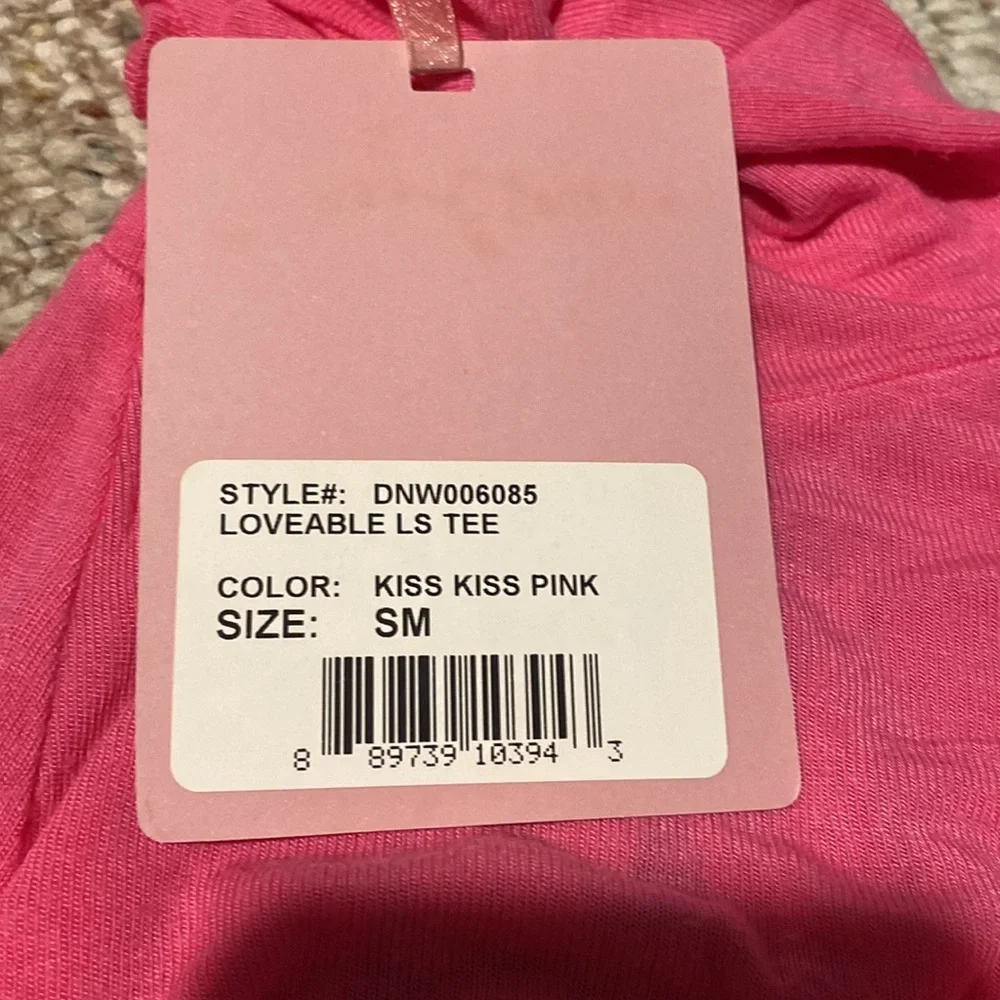 STYLE#: DNW006085
LOVEABLE LS TEE
COLOR: KISS KISS PINK
SIZE: SM
8 89739 10394 3